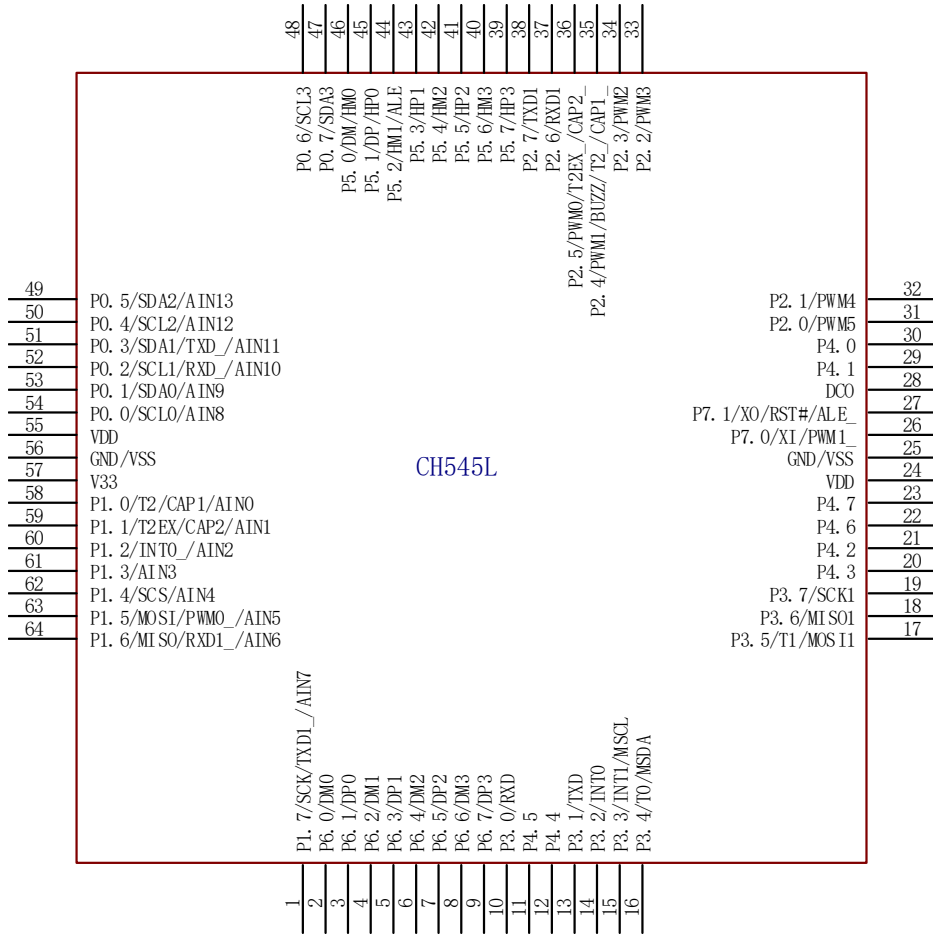 48
47
46
45
44
43
42
41
40
39
38
37
36
35
34
33
P0.6/SCL3
P0.7/SDA3
P5.0/DM/HM0
P5.1/DP/HP0
P5.2/HM1/ALE
P5.3/HP1
P5.4/HM2
P5.5/HP2
P5.6/HM3
P5.7/HP3
P2.7/TXD1
P2.6/RXD1
P2.5/PWM0/T2EX_/CAP2_
P2.4/PWM1/BUZZ/T2_/CAP1_
P2.3/PWM2
P2.2/PWM3
49 P0.5/SDA2/AIN13
50 P0.4/SCL2/AIN12
51 P0.3/SDA1/TXD_/AIN11
52 P0.2/SCL1/RXD_/AIN10
53 P0.1/SDA0/AIN9
54 P0.0/SCL0/AIN8
55 VDD
56 GND/VSS
57 V33
58 P1.0/T2/CAP1/AIN0
59 P1.1/T2EX/CAP2/AIN1
60 P1.2/INT0_/AIN2
61 P1.3/AIN3
62 P1.4/SCS/AIN4
63 P1.5/MOSI/PWM0_/AIN5
64 P1.6/MISO/RXD1_/AIN6
CH545L
P2.1/PWM4 32
P2.0/PWM5 31
P4.0 30
P4.1 29
DCO 28
P7.1/XO/RST#/ALE_ 27
P7.0/XI/PWM1_ 26
GND/VSS 25
VDD 24
P4.7 23
P4.6 22
P4.2 21
P4.3 20
P3.7/SCK1 19
P3.6/MISO1 18
P3.5/T1/MOSI1 17
P1.7/SCK/TXD1_/AIN7
P6.0/DM0
P6.1/DP0
P6.2/DM1
P6.3/DP1
P6.4/DM2
P6.5/DP2
P6.6/DM3
P6.7/DP3
P3.0/RXD
P4.5
P4.4
P3.1/TXD
P3.2/INT0
P3.3/INT1/MSCL
P3.4/T0/MSDA
1
2
3
4
5
6
7
8
9
10
11
12
13
14
15
16